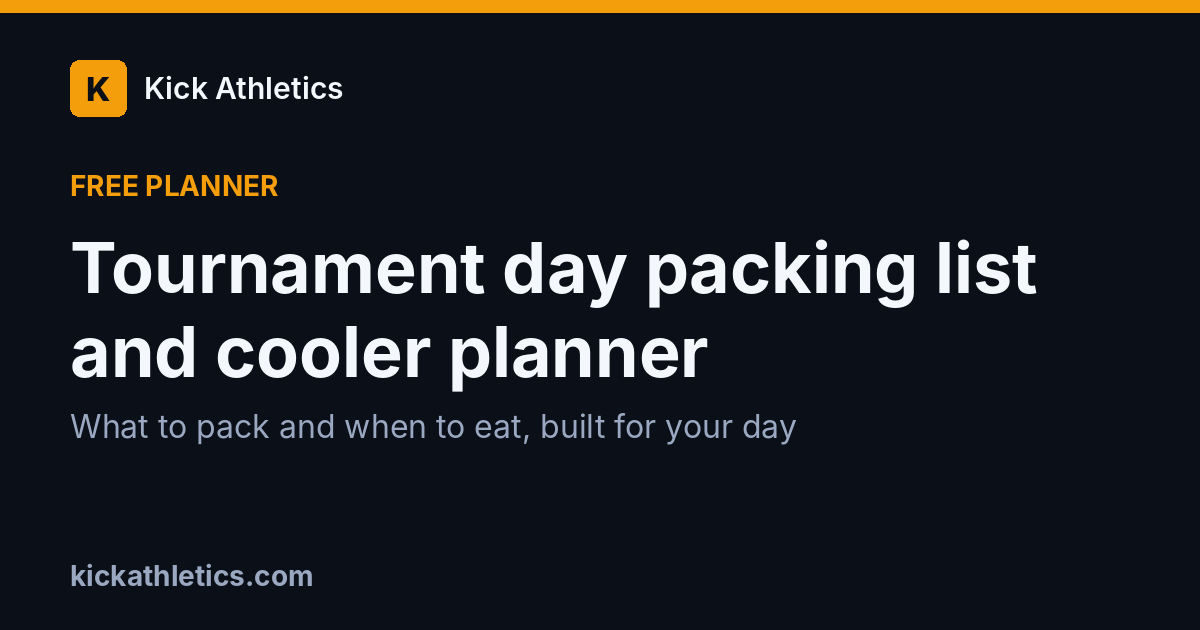 K
Kick Athletics
FREE PLANNER
Tournament day packing list
and cooler planner
What to pack and when to eat, built for your day
kickathletics.com